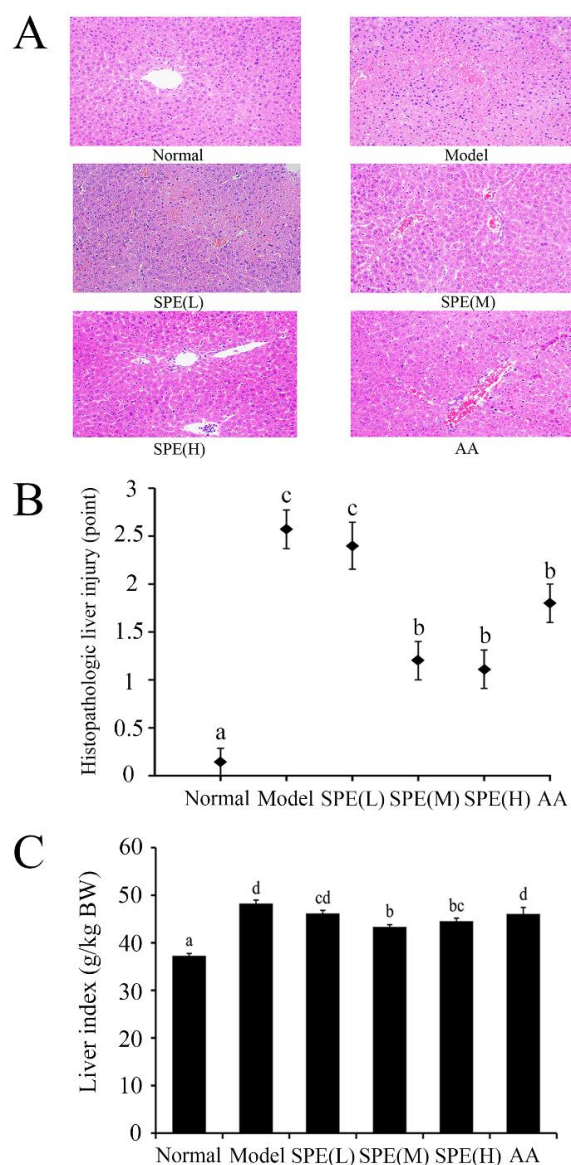 A
Normal
Model
SPE(L)
SPE(M)
SPE(H)
AA
B
Histopathologic liver injury (point)
3
2.5
2
1.5
1
0.5
0
a
c
c
b
b
b
Normal Model SPE(L) SPE(M) SPE(H) AA
C
Liver index (g/kg BW)
60
50
40
30
20
10
0
a
d
cd
b
bc
d
Normal Model SPE(L) SPE(M) SPE(H) AA